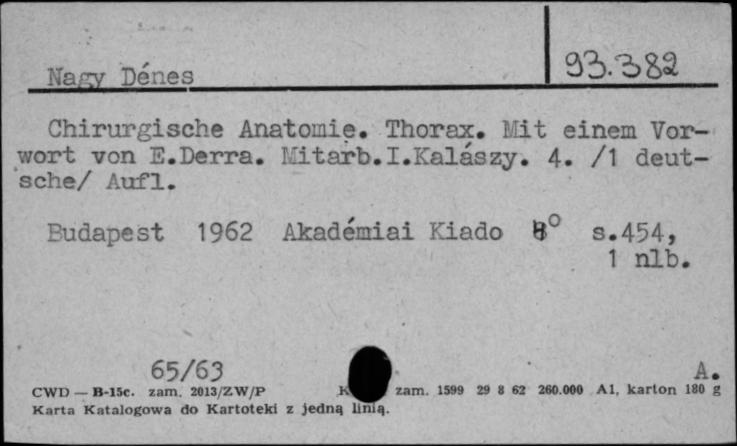 93.382
Nagy Dénes
Chirurgische Anatomie. Thorax. Mit einem Vor-
wort von E.Derra. Mitarb.I.Kalászy. 4. /1 deut-
sche/ Aufl.
Budapest 1962 Akadémiai Kiado 8° s.454,
1 nlb.
65/63
A.
CWD — B-15c. zam. 2013/ZW/P K zam. 1599 29 8 62 260.000 A1, karton 180 g
Karta Katalogowa do Kartoteki z jedną linią.